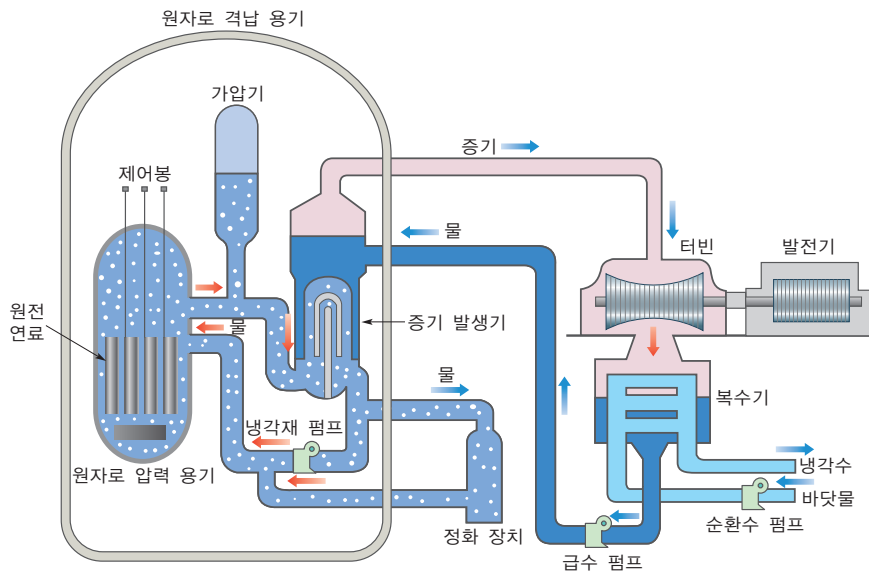 원자로 격납 용기
가압기
증기
제어봉
물
터빈
발전기
원전
연료
물
증기 발생기
물
복수기
냉각재 펌프
냉각수
원자로 압력 용기
바닷물
순환수 펌프
정화 장치
급수 펌프